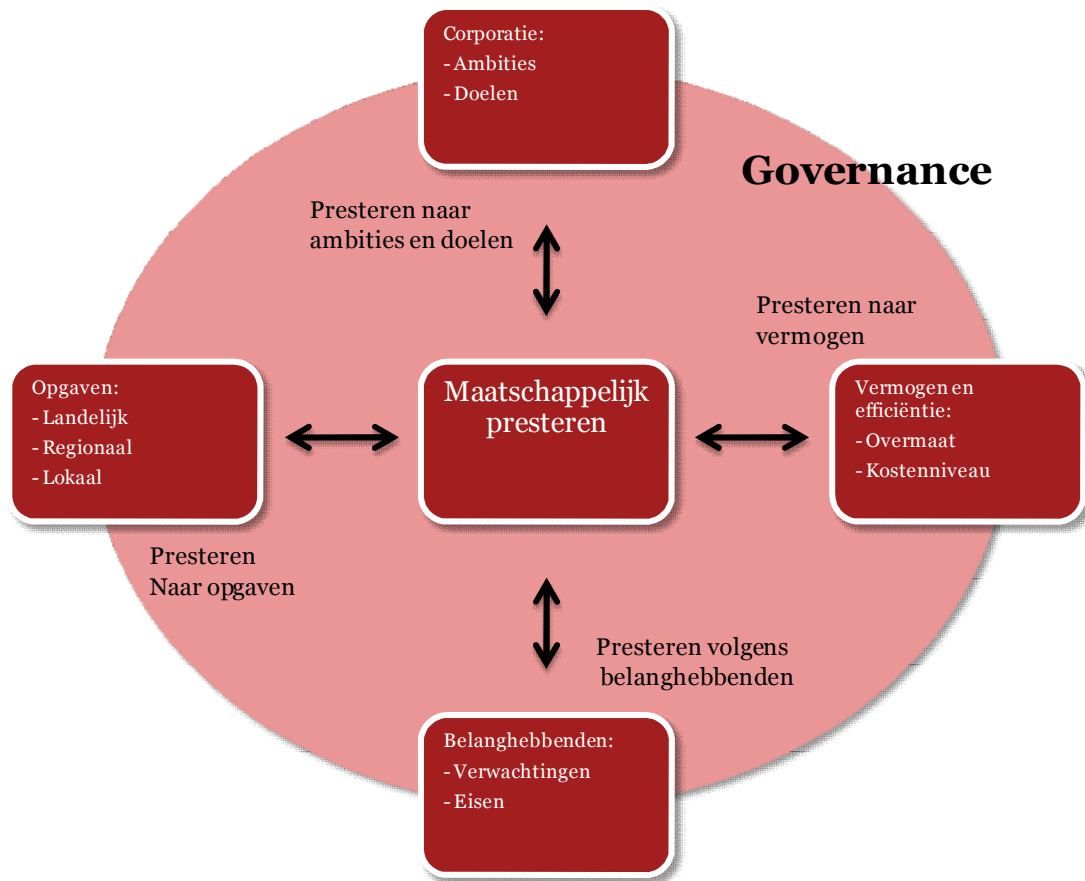 Corporatie:
- Ambities
- Doelen
Governance
Presteren naar
ambities en doelen
Presteren naar
vermogen
Opgaven:
- Landelijk
- Regionaal
- Lokaal
Maatschappelijk
presteren
Vermogen en
efficiëntie:
- Overmaat
- Kostenniveau
Presteren
Naar opgaven
Presteren volgens
belanghebbenden
Belanghebbenden:
- Verwachtingen
- Eisen